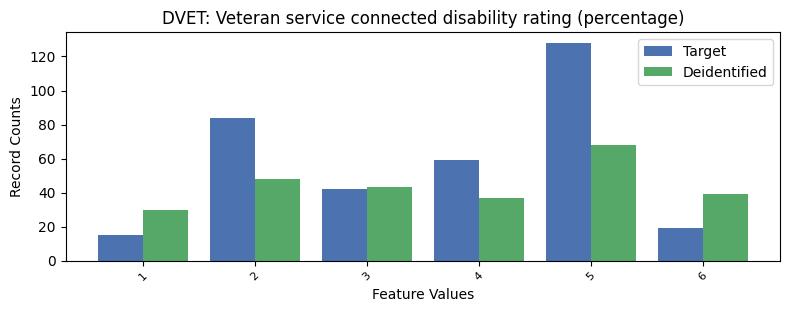 DVET: Veteran service connected disability rating (percentage)
Target
Deidentified
Record Counts
120
100
80
60
40
20
0
1 2 3 4 5 6
Feature Values